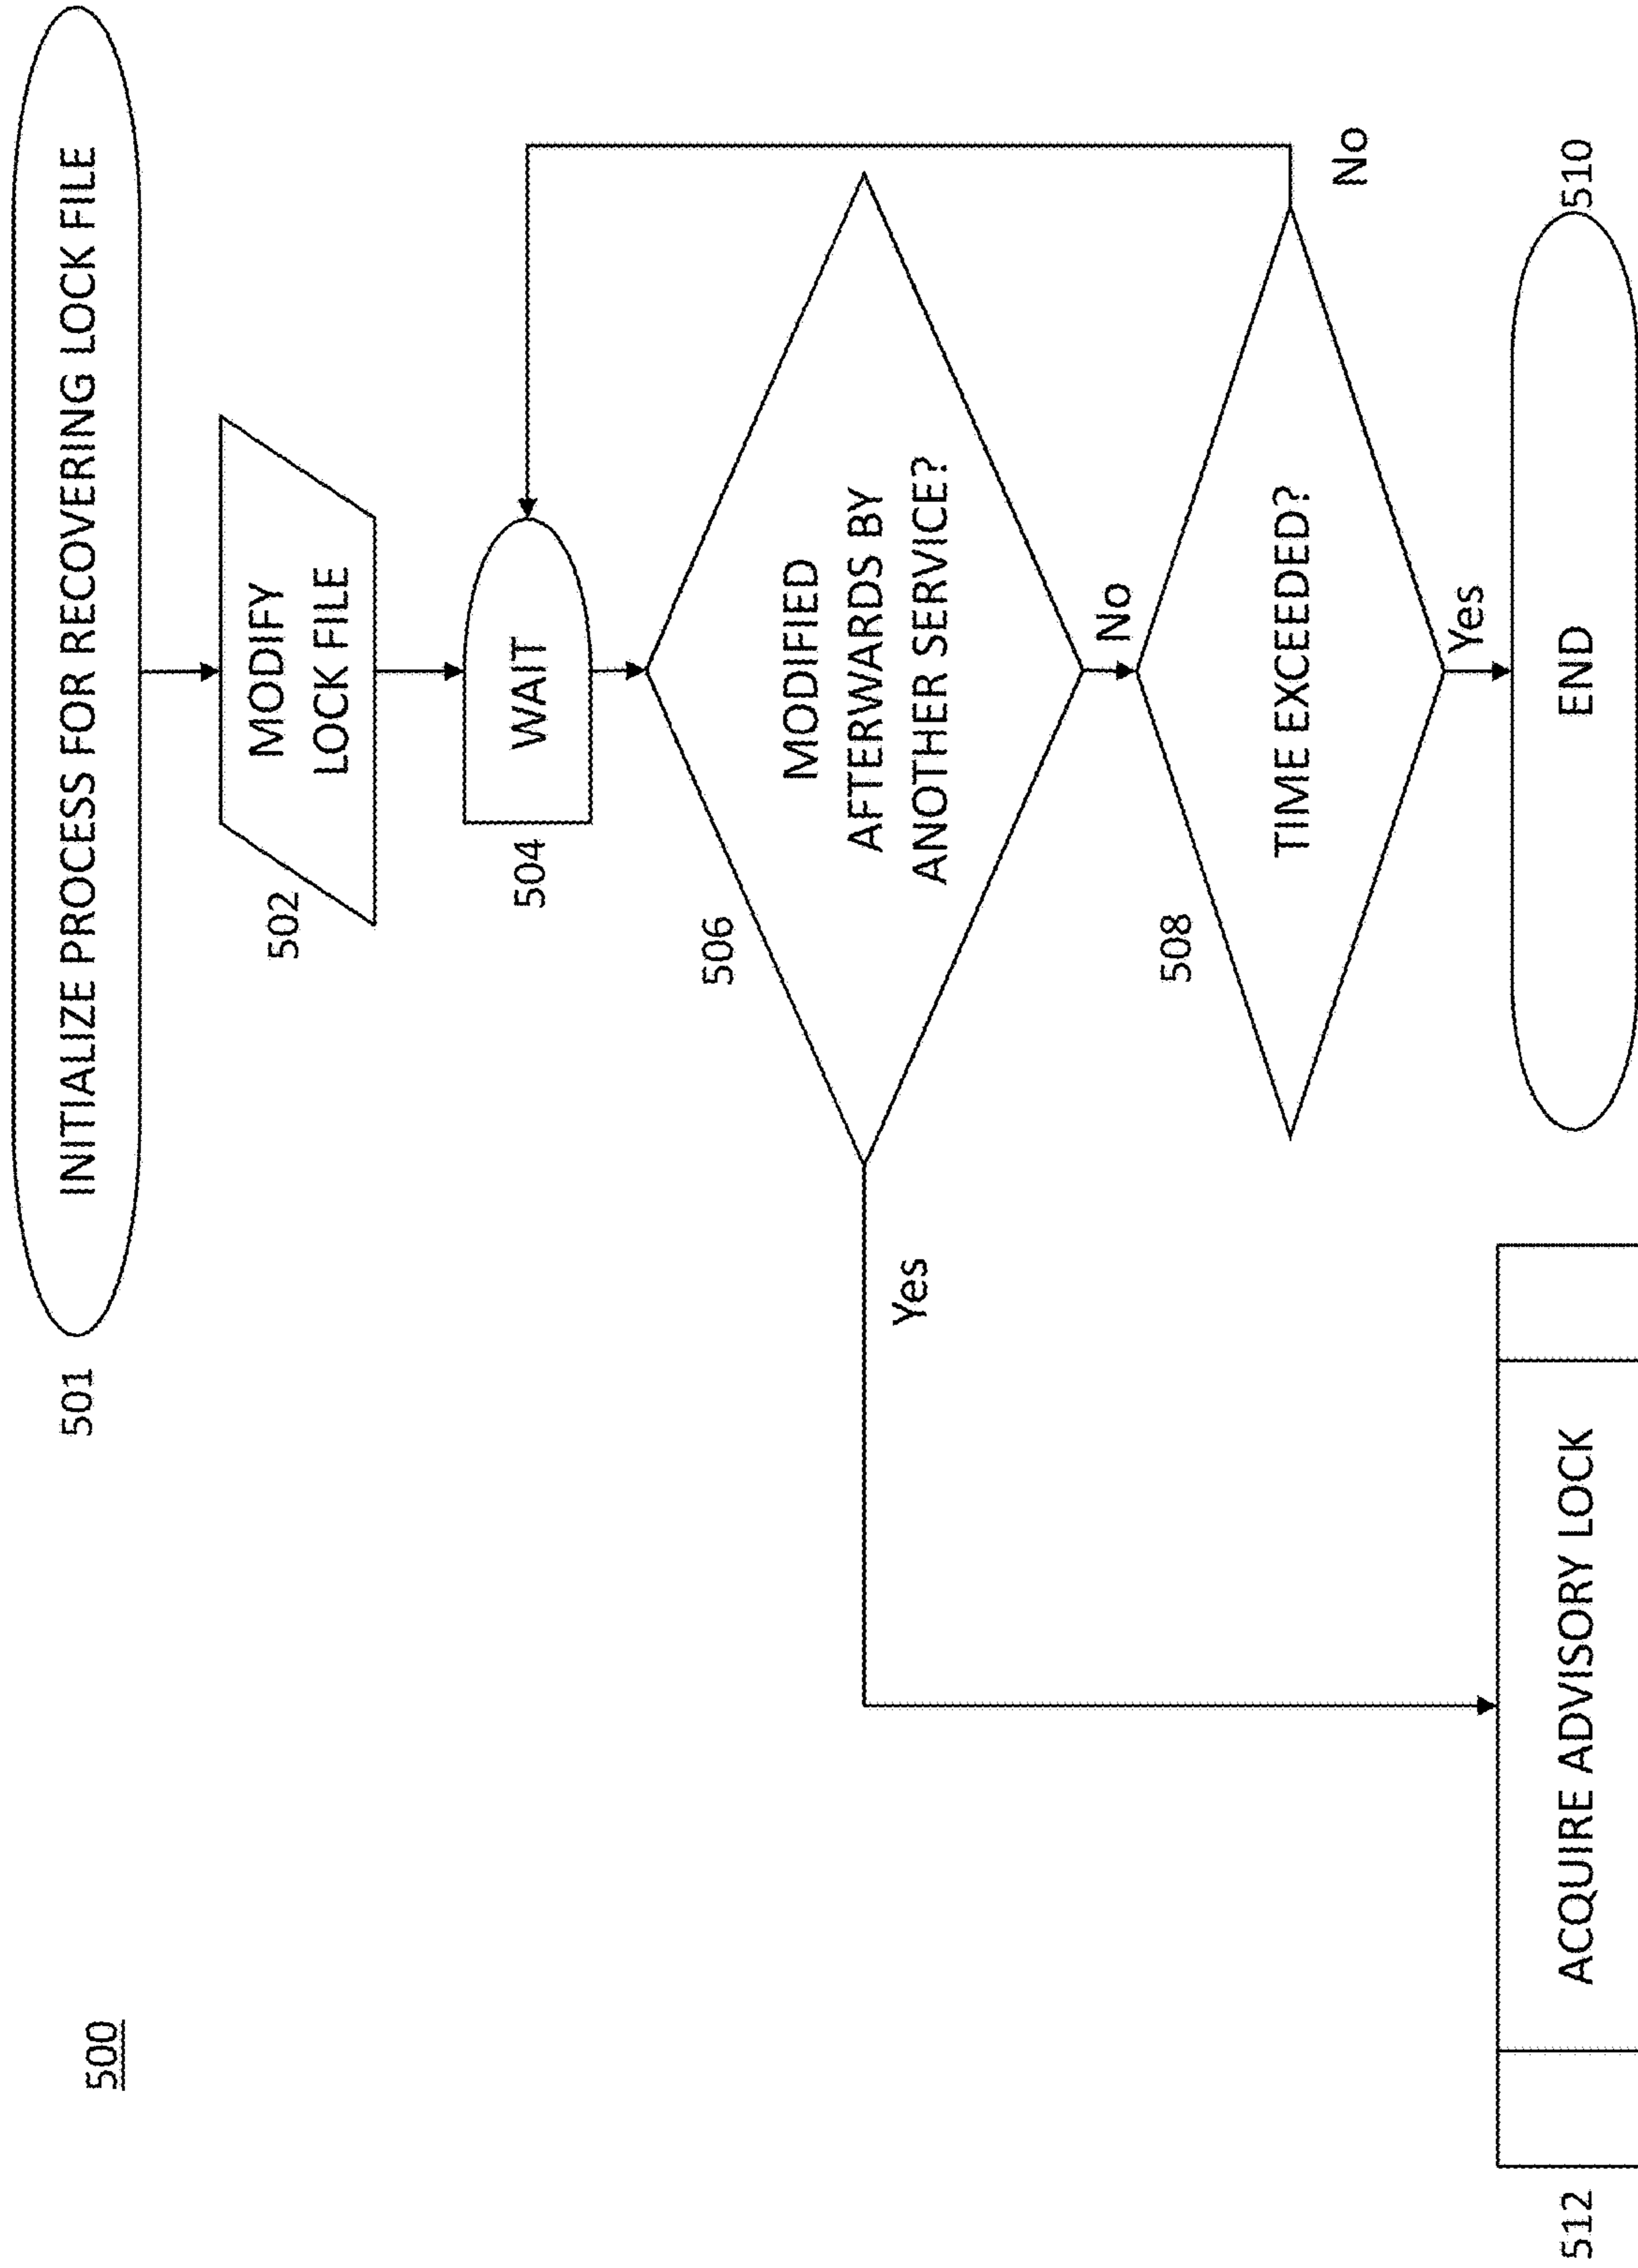 500
501
INITIALIZE PROCESS FOR RECOVERING LOCK FILE
502
MODIFY
LOCK FILE
504
WAIT
506
MODIFIED
AFTERWARDS BY
ANOTHER SERVICE?
Yes
No
508
TIME EXCEEDED?
No
Yes
512
ACQUIRE ADVISORY LOCK
END
510